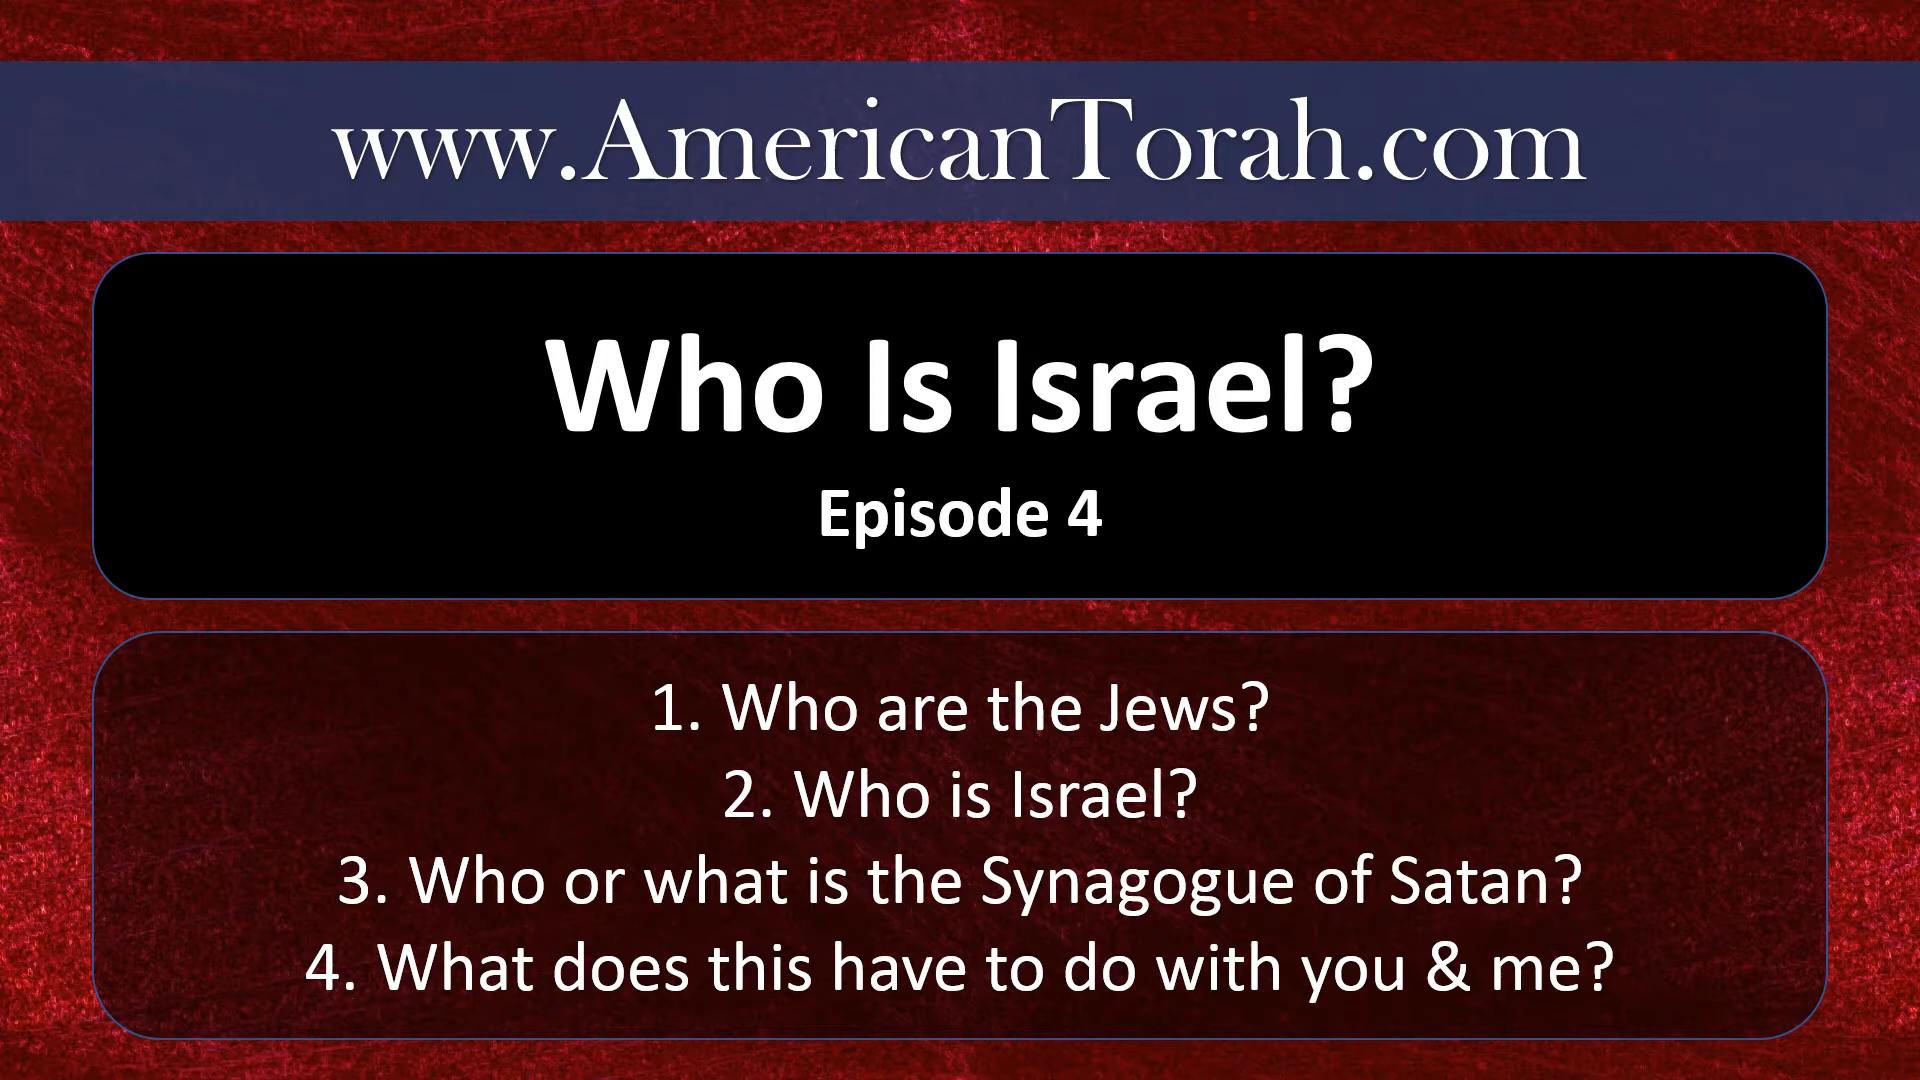 www.AmericanTorah.com
Who Is Israel?
Episode 4
1. Who are the Jews?
2. Who is Israel?
3. Who or what is the Synagogue of Satan?
4. What does this have to do with you & me?